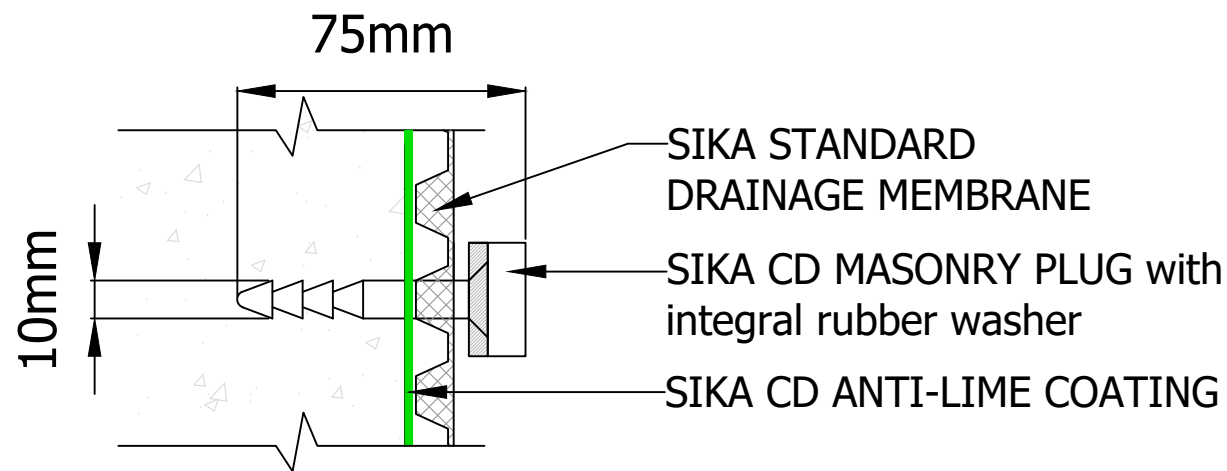 75mm
10mm
SIKA STANDARD
DRAINAGE MEMBRANE
SIKA CD MASONRY PLUG with
integral rubber washer
SIKA CD ANTI-LIME COATING